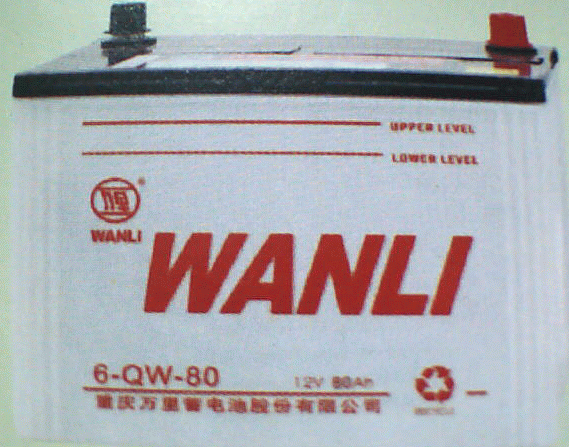 UPPER LEVEL
LOWER LEVEL
®
WANLI
WANLI
6-QW-80 12V 80Ah
重庆万里蓄电池股份有限公司
RECYCLE